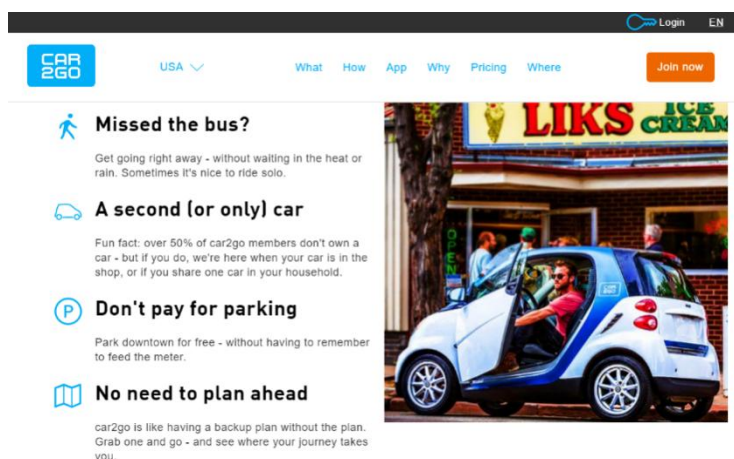 Login EN
CAR
2GO
USA
What How App Why Pricing Where
Join now
Missed the bus?
Get going right away - without waiting in the heat or
rain. Sometimes it's nice to ride solo.
A second (or only) car
Fun fact: over 50% of car2go members don't own a
car - but if you do, we're here when your car is in the
shop, or if you share one car in your household.
P
Don't pay for parking
Park downtown for free - without having to remember
to feed the meter.
No need to plan ahead
car2go is like having a backup plan without the plan.
Grab one and go - and see where your journey takes
you.
LIKS ICE
CREAM
OPEN
CAR
2GO